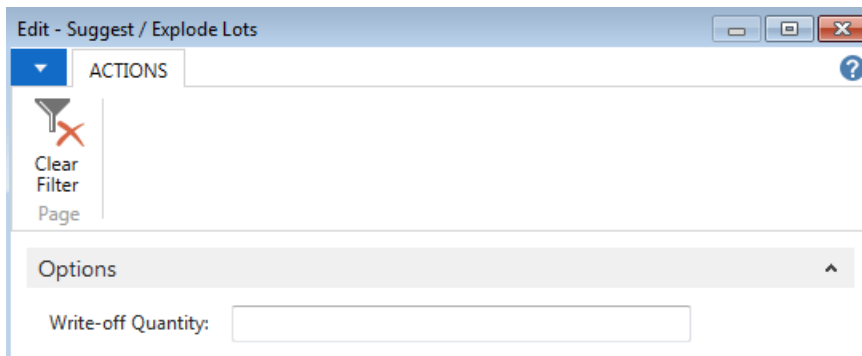 Edit - Suggest / Explode Lots
ACTIONS
?
Clear
Filter
Page
Options
Write-off Quantity: